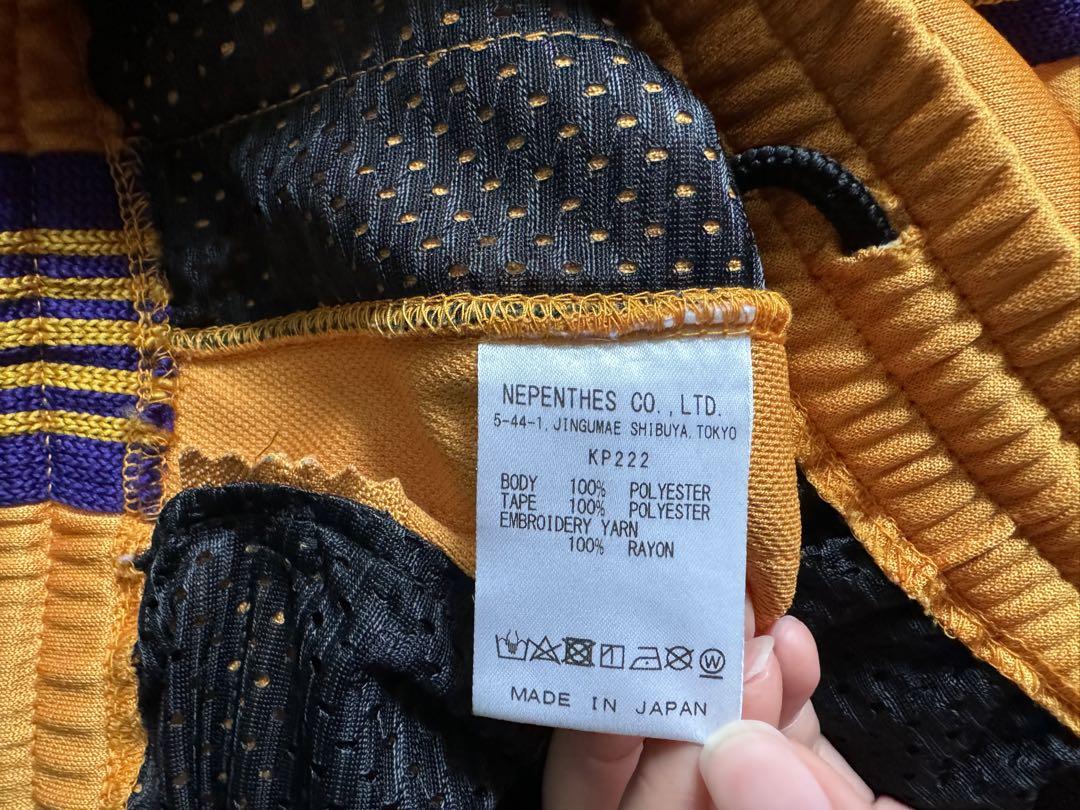 NEPENTHES CO.,LTD.
5-44-1, JINGUMAE SHIBUYA, TOKYO
KP222
BODY 100% POLYESTER
TAPE 100% POLYESTER
EMBROIDERY YARN
100% RAYON
W
MADE IN JAPAN